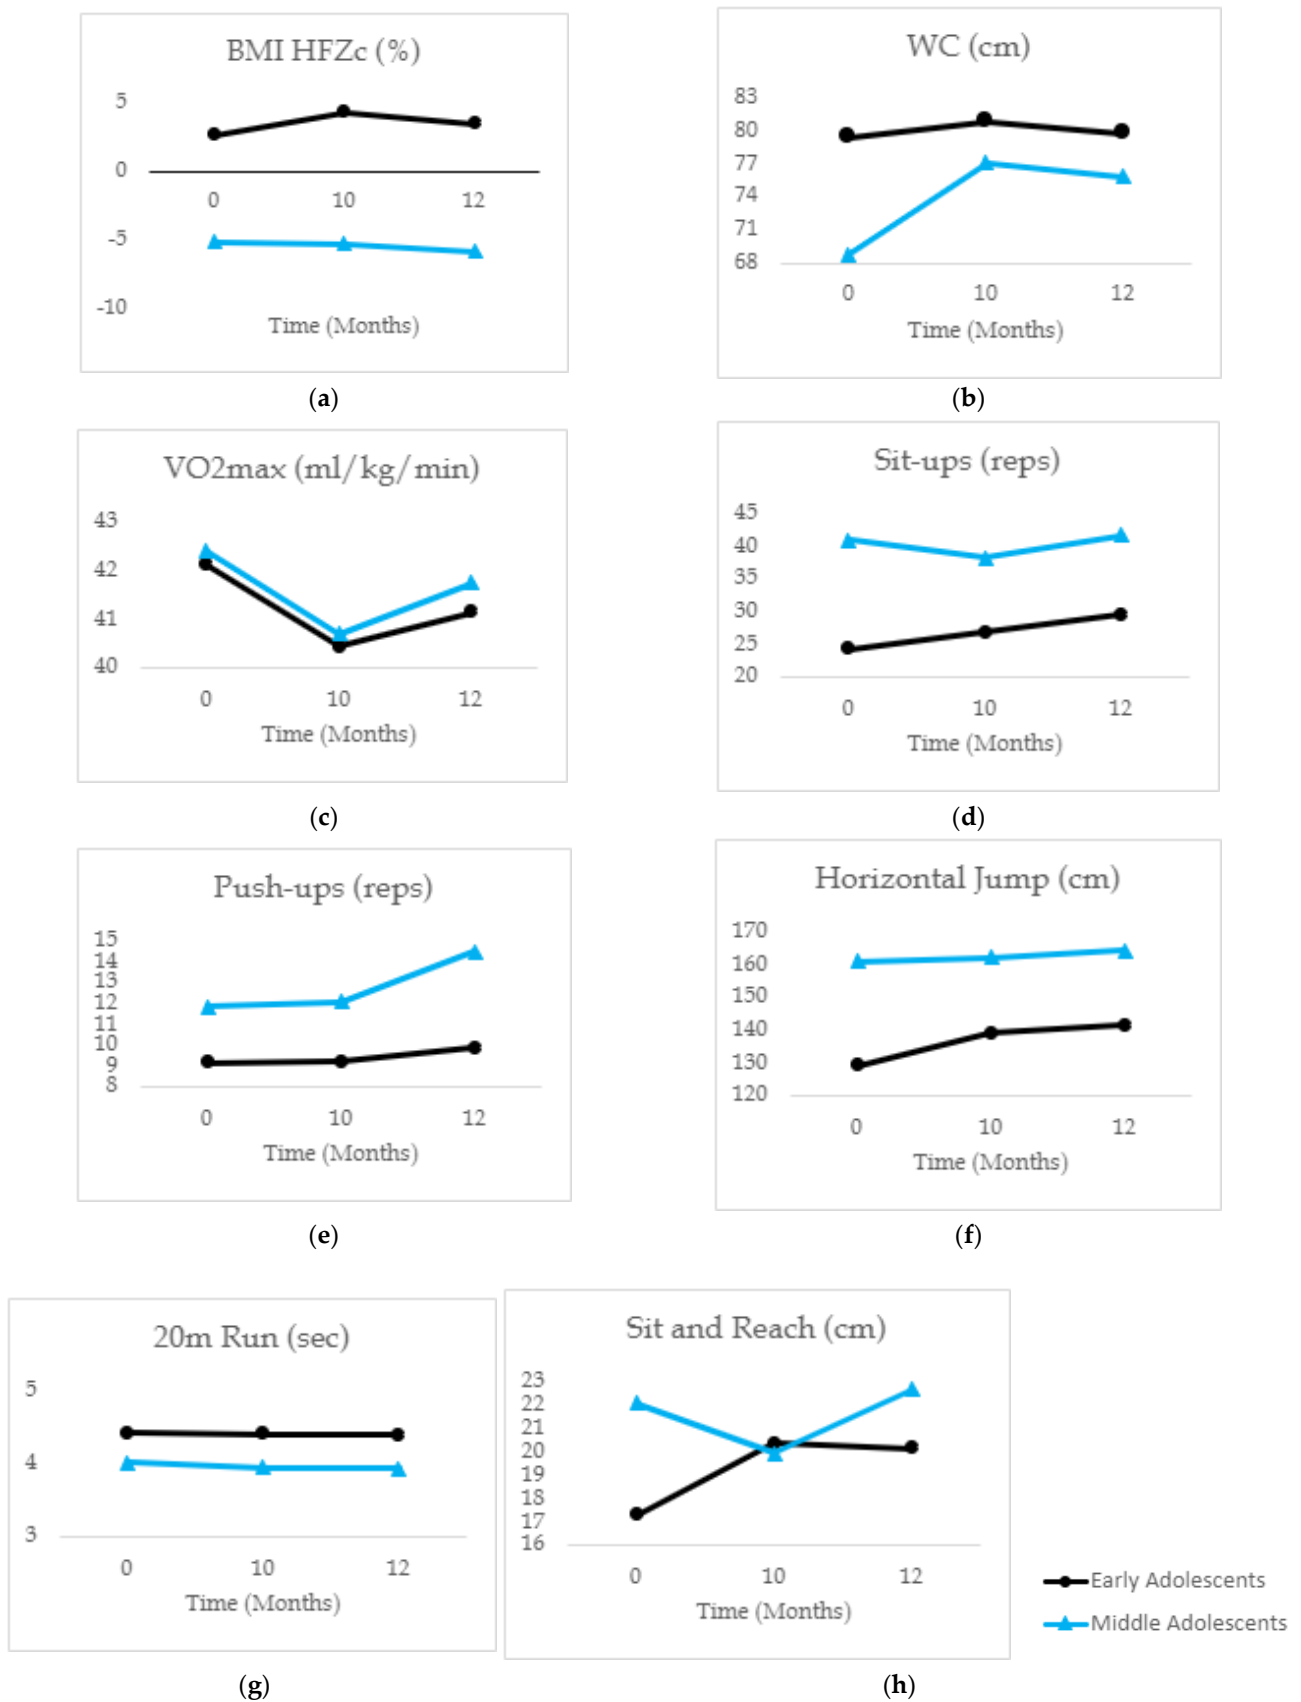 BMI HFZc (%)
5
0
-5
-10
0 10 12
Time (Months)
(a)
WC (cm)
83
80
77
74
71
68
0 10 12
Time (Months)
(b)
VO2max (ml/kg/min)
43
42
41
40
0 10 12
Time (Months)
(c)
Sit-ups (reps)
45
40
35
30
25
20
0 10 12
Time (Months)
(d)
Push-ups (reps)
15
14
13
12
11
10
9
8
0 10 12
Time (Months)
(e)
Horizontal Jump (cm)
170
160
150
140
130
120
0 10 12
Time (Months)
(f)
20m Run (sec)
5
4
3
0 10 12
Time (Months)
(g)
Sit and Reach (cm)
23
22
21
20
19
18
17
16
0 10 12
Time (Months)
(h)
Early Adolescents
Middle Adolescents